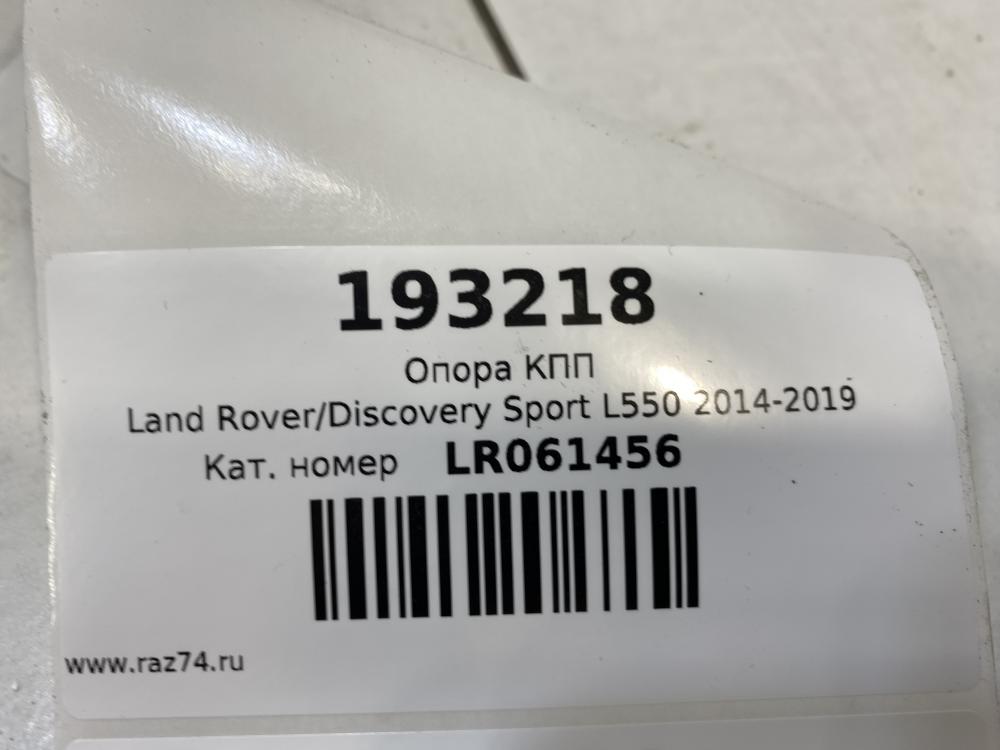 193218
Опора КПП
Land Rover/Discovery Sport L550 2014-2019
Кат. номер LR061456
www.raz74.ru